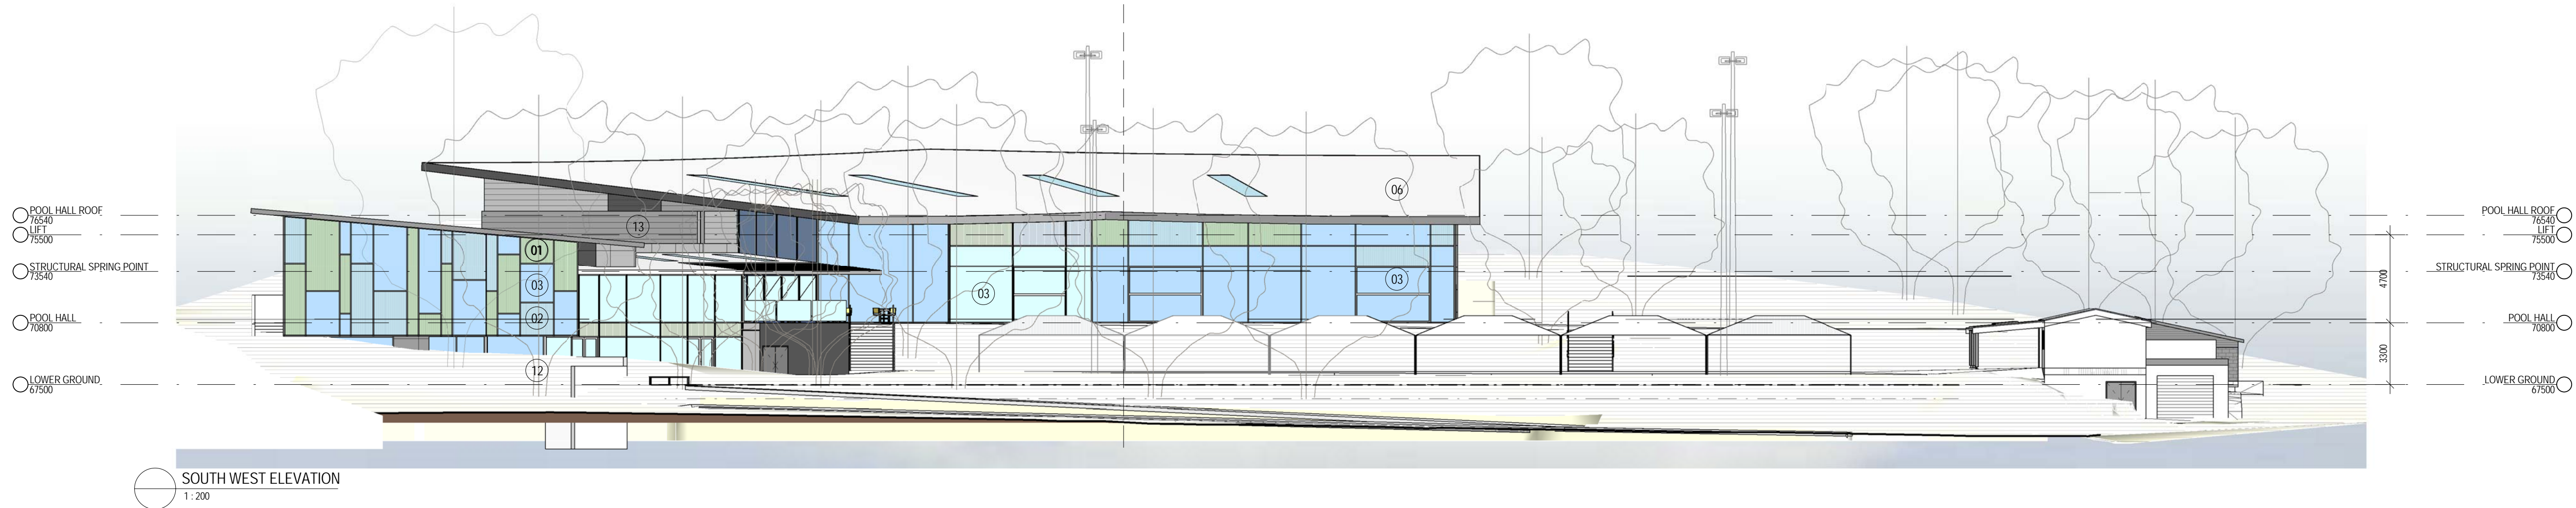 POOL HALL ROOF
76540
LIFT
75500
STRUCTURAL SPRING POINT
73540
POOL HALL
70800
LOWER GROUND
67500
13
01
03
02
12
03
06
03
4700
3300
POOL HALL ROOF
76540
LIFT
75500
STRUCTURAL SPRING POINT
73540
POOL HALL
70800
LOWER GROUND
67500
SOUTH WEST ELEVATION
1 : 200